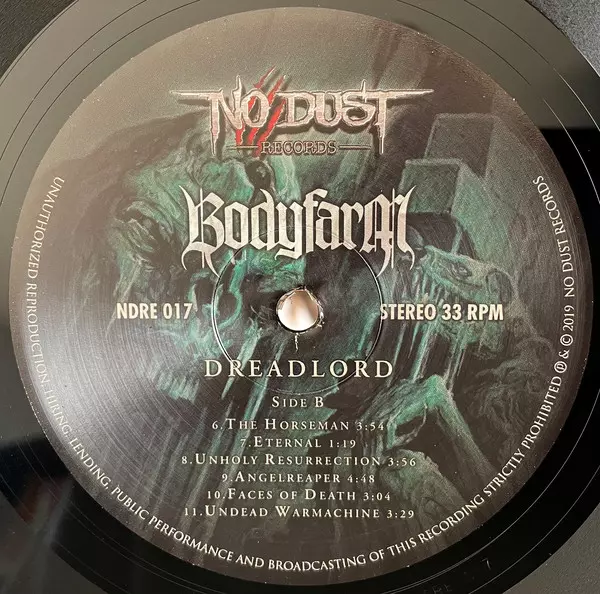 NO DUST
RECORDS
Bodyfarm
NDRE 017
STEREO 33 RPM
DREADLORD
SIDE B
6.THE HORSEMAN 3:54
7.ETERNAL 1:19
8.UNHOLY RESURRECTION 3:56
9.ANGELREAPER 4:48
10.FACES OF DEATH 3:04
11.UNDEAD WARMACHINE 3:29
UNAUTHORIZED REPRODUCTION, HIRING, LENDING, PUBLIC PERFORMANCE AND BROADCASTING OF THIS RECORDING STRICTLY PROHIBITED ℗ & © 2019 NO DUST RECORDS